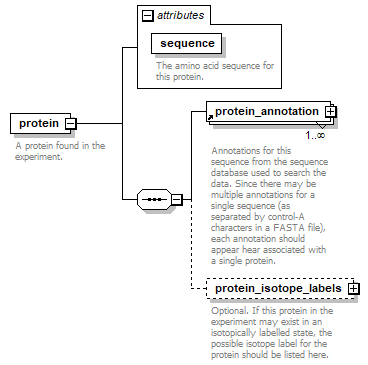 attributes
sequence
The amino acid sequence for
this protein.
protein
A protein found in the
experiment.
protein_annotation
1..∞
Annotations for this
sequence from the sequence
database used to search the
data. Since there may be
multiple annotations for a
single sequence (as
separated by control-A
characters in a FASTA file),
each annotation should
appear hear associated with
a single protein.
protein_isotope_labels
Optional. If this protein in the
experiment may exist in an
isotopically labelled state, the
possible isotope label for the
protein should be listed here.